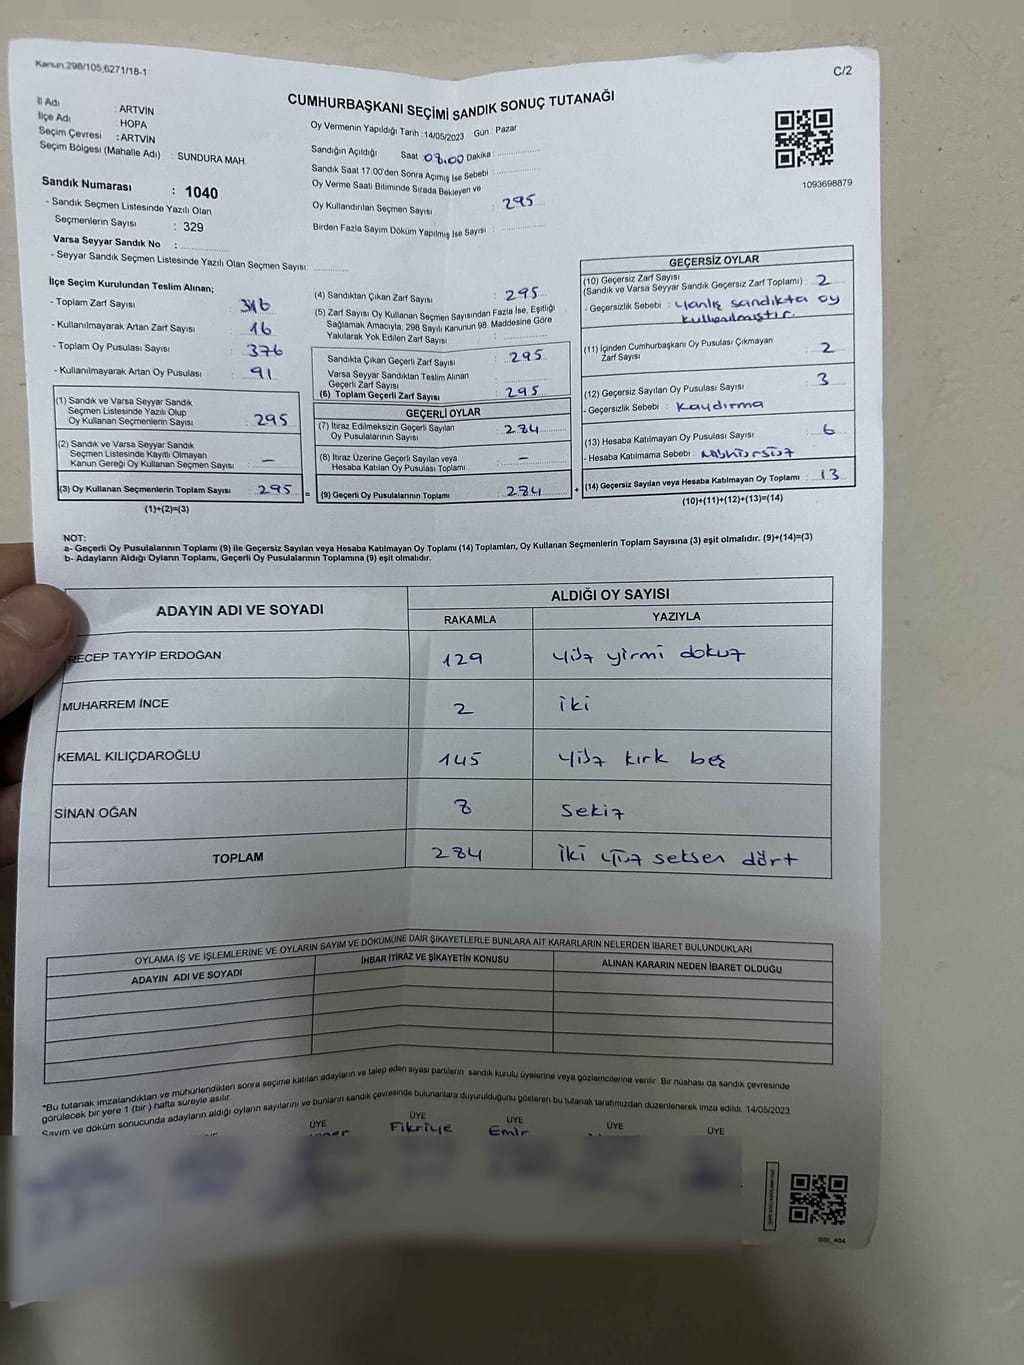 Kanun,298/105;6271/18-1
C/2
CUMHURBAŞKANI SEÇİMİ SANDIK SONUÇ TUTANAĞI
İl Adı : ARTVİN
İlçe Adı : HOPA
Seçim Çevresi : ARTVİN
Seçim Bölgesi (Mahalle Adı) : SUNDURA MAH.
Oy Vermenin Yapıldığı Tarih : 14/05/2023 Gün : Pazar
Sandığın Açıldığı Saat 08.00 Dakika :
Sandık Saat 17:00'den Sonra Açımış İse Sebebi :
Oy Verme Saati Bitiminde Sırada Bekleyen ve
Oy Kullandırılan Seçmen Sayısı : 295
Birden Fazla Sayım Döküm Yapılmış İse Sayısı :
1093698879
Sandık Numarası : 1040
- Sandık Seçmen Listesinde Yazılı Olan
Seçmenlerin Sayısı : 329
Varsa Seyyar Sandık No :
- Seyyar Sandık Seçmen Listesinde Yazılı Olan Seçmen Sayısı:
İlçe Seçim Kurulundan Teslim Alınan;
- Toplam Zarf Sayısı
- Kullanılmayarak Artan Zarf Sayısı : 16
- Toplam Oy Pusulası Sayısı : 376
- Kullanılmayarak Artan Oy Pusulası : 91
(1) Sandık ve Varsa Seyyar Sandık
Seçmen Listesinde Yazılı Olup
Oy Kullanan Seçmenlerin Sayısı : 295
(2) Sandık ve Varsa Seyyar Sandık
Seçmen Listesinde Kayıtlı Olmayan
Kanun Gereği Oy Kullanan Seçmen Sayısı : —
(3) Oy Kullanan Seçmenlerin Toplam Sayısı : 295 =
(1)+(2)=(3)
(4) Sandıktan Çıkan Zarf Sayısı : 295
(5) Zarf Sayısı Oy Kullanan Seçmen Sayısından Fazla İse, Eşitliği
Sağlamak Amacıyla; 298 Sayılı Kanunun 98. Maddesine Göre
Yakılarak Yok Edilen Zarf Sayısı :
Sandıkta Çıkan Geçerli Zarf Sayısı : 295
Varsa Seyyar Sandıktan Teslim Alınan
Geçerli Zarf Sayısı :
(6) Toplam Geçerli Zarf Sayısı : 295
GEÇERLİ OYLAR
(7) İtiraz Edilmeksizin Geçerli Sayılan
Oy Pusulalarının Sayısı : 284
(8) İtiraz Üzerine Geçerli Sayılan veya
Hesaba Katılan Oy Pusulası Toplamı : —
(9) Geçerli Oy Pusulalarının Toplamı : 284 +
GEÇERSİZ OYLAR
(10) Geçersiz Zarf Sayısı
(Sandık ve Varsa Seyyar Sandık Geçersiz Zarf Toplamı) : 2
- Geçersizlik Sebebi : Yanlış sandıkta oy
kullanılmıştır.
(11) İçinden Cumhurbaşkanı Oy Pusulası Çıkmayan
Zarf Sayısı : 2
(12) Geçersiz Sayılan Oy Pusulası Sayısı : 3
- Geçersizlik Sebebi : Kaydırma
(13) Hesaba Katılmayan Oy Pusulası Sayısı : 6
- Hesaba Katılmama Sebebi : Mühürsüz
(14) Geçersiz Sayılan veya Hesaba Katılmayan Oy Toplamı : 13
(10)+(11)+(12)+(13)=(14)
NOT:
a- Geçerli Oy Pusulalarının Toplamı (9) ile Geçersiz Sayılan veya Hesaba Katılmayan Oy Toplamı (14) Toplamları, Oy Kullanan Seçmenlerin Toplam Sayısına (3) eşit olmalıdır. (9)+(14)=(3)
b- Adayların Aldığı Oyların Toplamı, Geçerli Oy Pusulalarının Toplamına (9) eşit olmalıdır.
ADAYIN ADI VE SOYADI
ALDIĞI OY SAYISI
RAKAMLA YAZIYLA
RECEP TAYYİP ERDOĞAN 129 Yüz yirmi dokuz
MUHARREM İNCE 2 iki
KEMAL KILIÇDAROĞLU 145 Yüz kırk beş
SİNAN OĞAN 8 Sekiz
TOPLAM 284 iki yüz seksen dört
OYLAMA İŞ VE İŞLEMLERİNE VE OYLARIN SAYIM VE DÖKÜMÜNE DAİR ŞİKAYETLERLE BUNLARA AİT KARARLARIN NELERDEN İBARET BULUNDUKLARI
ADAYIN ADI VE SOYADI İHBAR İTİRAZ VE ŞİKAYETİN KONUSU ALINAN KARARIN NEDEN İBARET OLDUĞU
*Bu tutanak imzalandıktan ve mühürlendikten sonra seçime katılan adayların ve talep eden siyasi partilerin sandık kurulu üyelerine veya gözlemcilerine verilir. Bir nüshası da sandık çevresinde
görülecek bir yere 1 (bir) hafta süreyle asılır.
Sayım ve döküm sonucunda adayların aldığı oyların sayılarını ve bunların sandık çevresinde bulunanlara duyurulduğunu gösteren bu tutanak tarafımızdan düzenlenerek imza edildi. 14/05/2023
ÜYE ÜYE ÜYE ÜYE ÜYE
Fikriye Emir